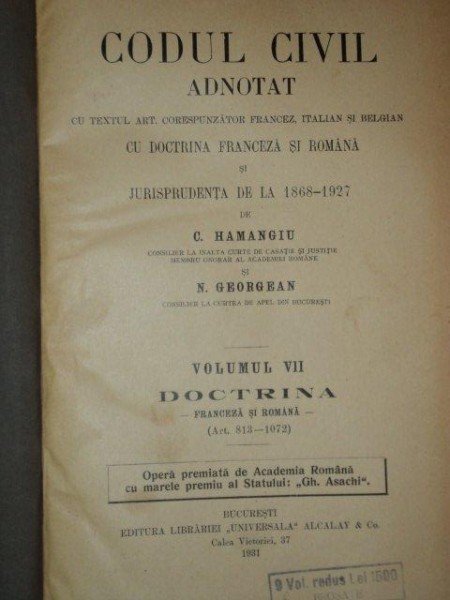 CODUL CIVIL
ADNOTAT
CU TEXTUL ART. CORESPUNZĂTOR FRANCEZ, ITALIAN ȘI BELGIAN
CU DOCTRINA FRANCEZĂ ȘI ROMÂNĂ
ȘI
JURISPRUDENȚA DE LA 1868-1927
DE
C. HAMANGIU
CONSILIER LA INALTA CURTE DE CASAȚIE ȘI JUSTIȚIE
MEMBRU ONORAR AL ACADEMIEI ROMÂNE
ȘI
N. GEORGEAN
CONSILIER LA CURTEA DE APEL DIN BUCUREȘTI
VOLUMUL VII
DOCTRINA
— FRANCEZĂ ȘI ROMÂNĂ —
(Art. 813—1072)
Operă premiată de Academia Română
cu marele premiu al Statului: „Gh. Asachi“.
BUCUREȘTI
EDITURA LIBRĂRIEI „UNIVERSALA“ ALCALAY & Co.
Calea Victoriei, 37
1931
9 Vol. redus Lei 1500